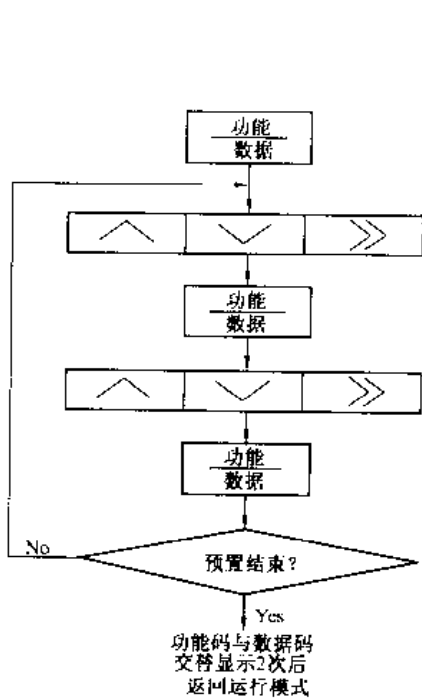 功能
数据
功能
数据
功能
数据
No
预置结束?
Yes
功能码与数据码
交替显示2次后
返回运行模式